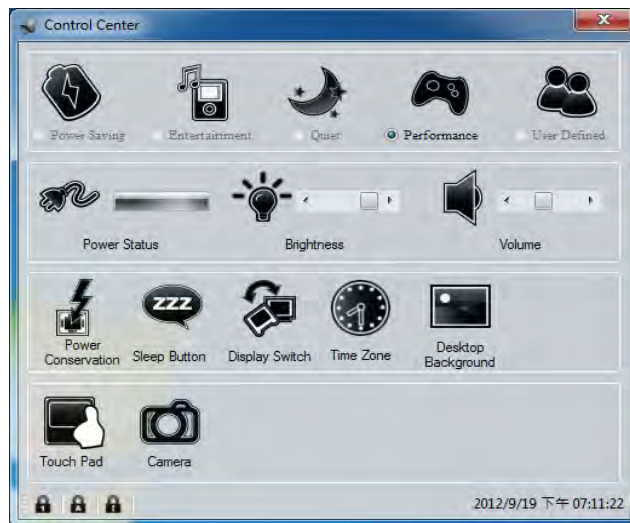 Control Center
Power Saving
Entertainment
Quiet
Performance
User Defined
Power Status
Brightness
Volume
ZZZ
Power
Conservation
Sleep Button
Display Switch
Time Zone
Desktop
Background
Touch Pad
Camera
2012/9/19 下午 07:11:22